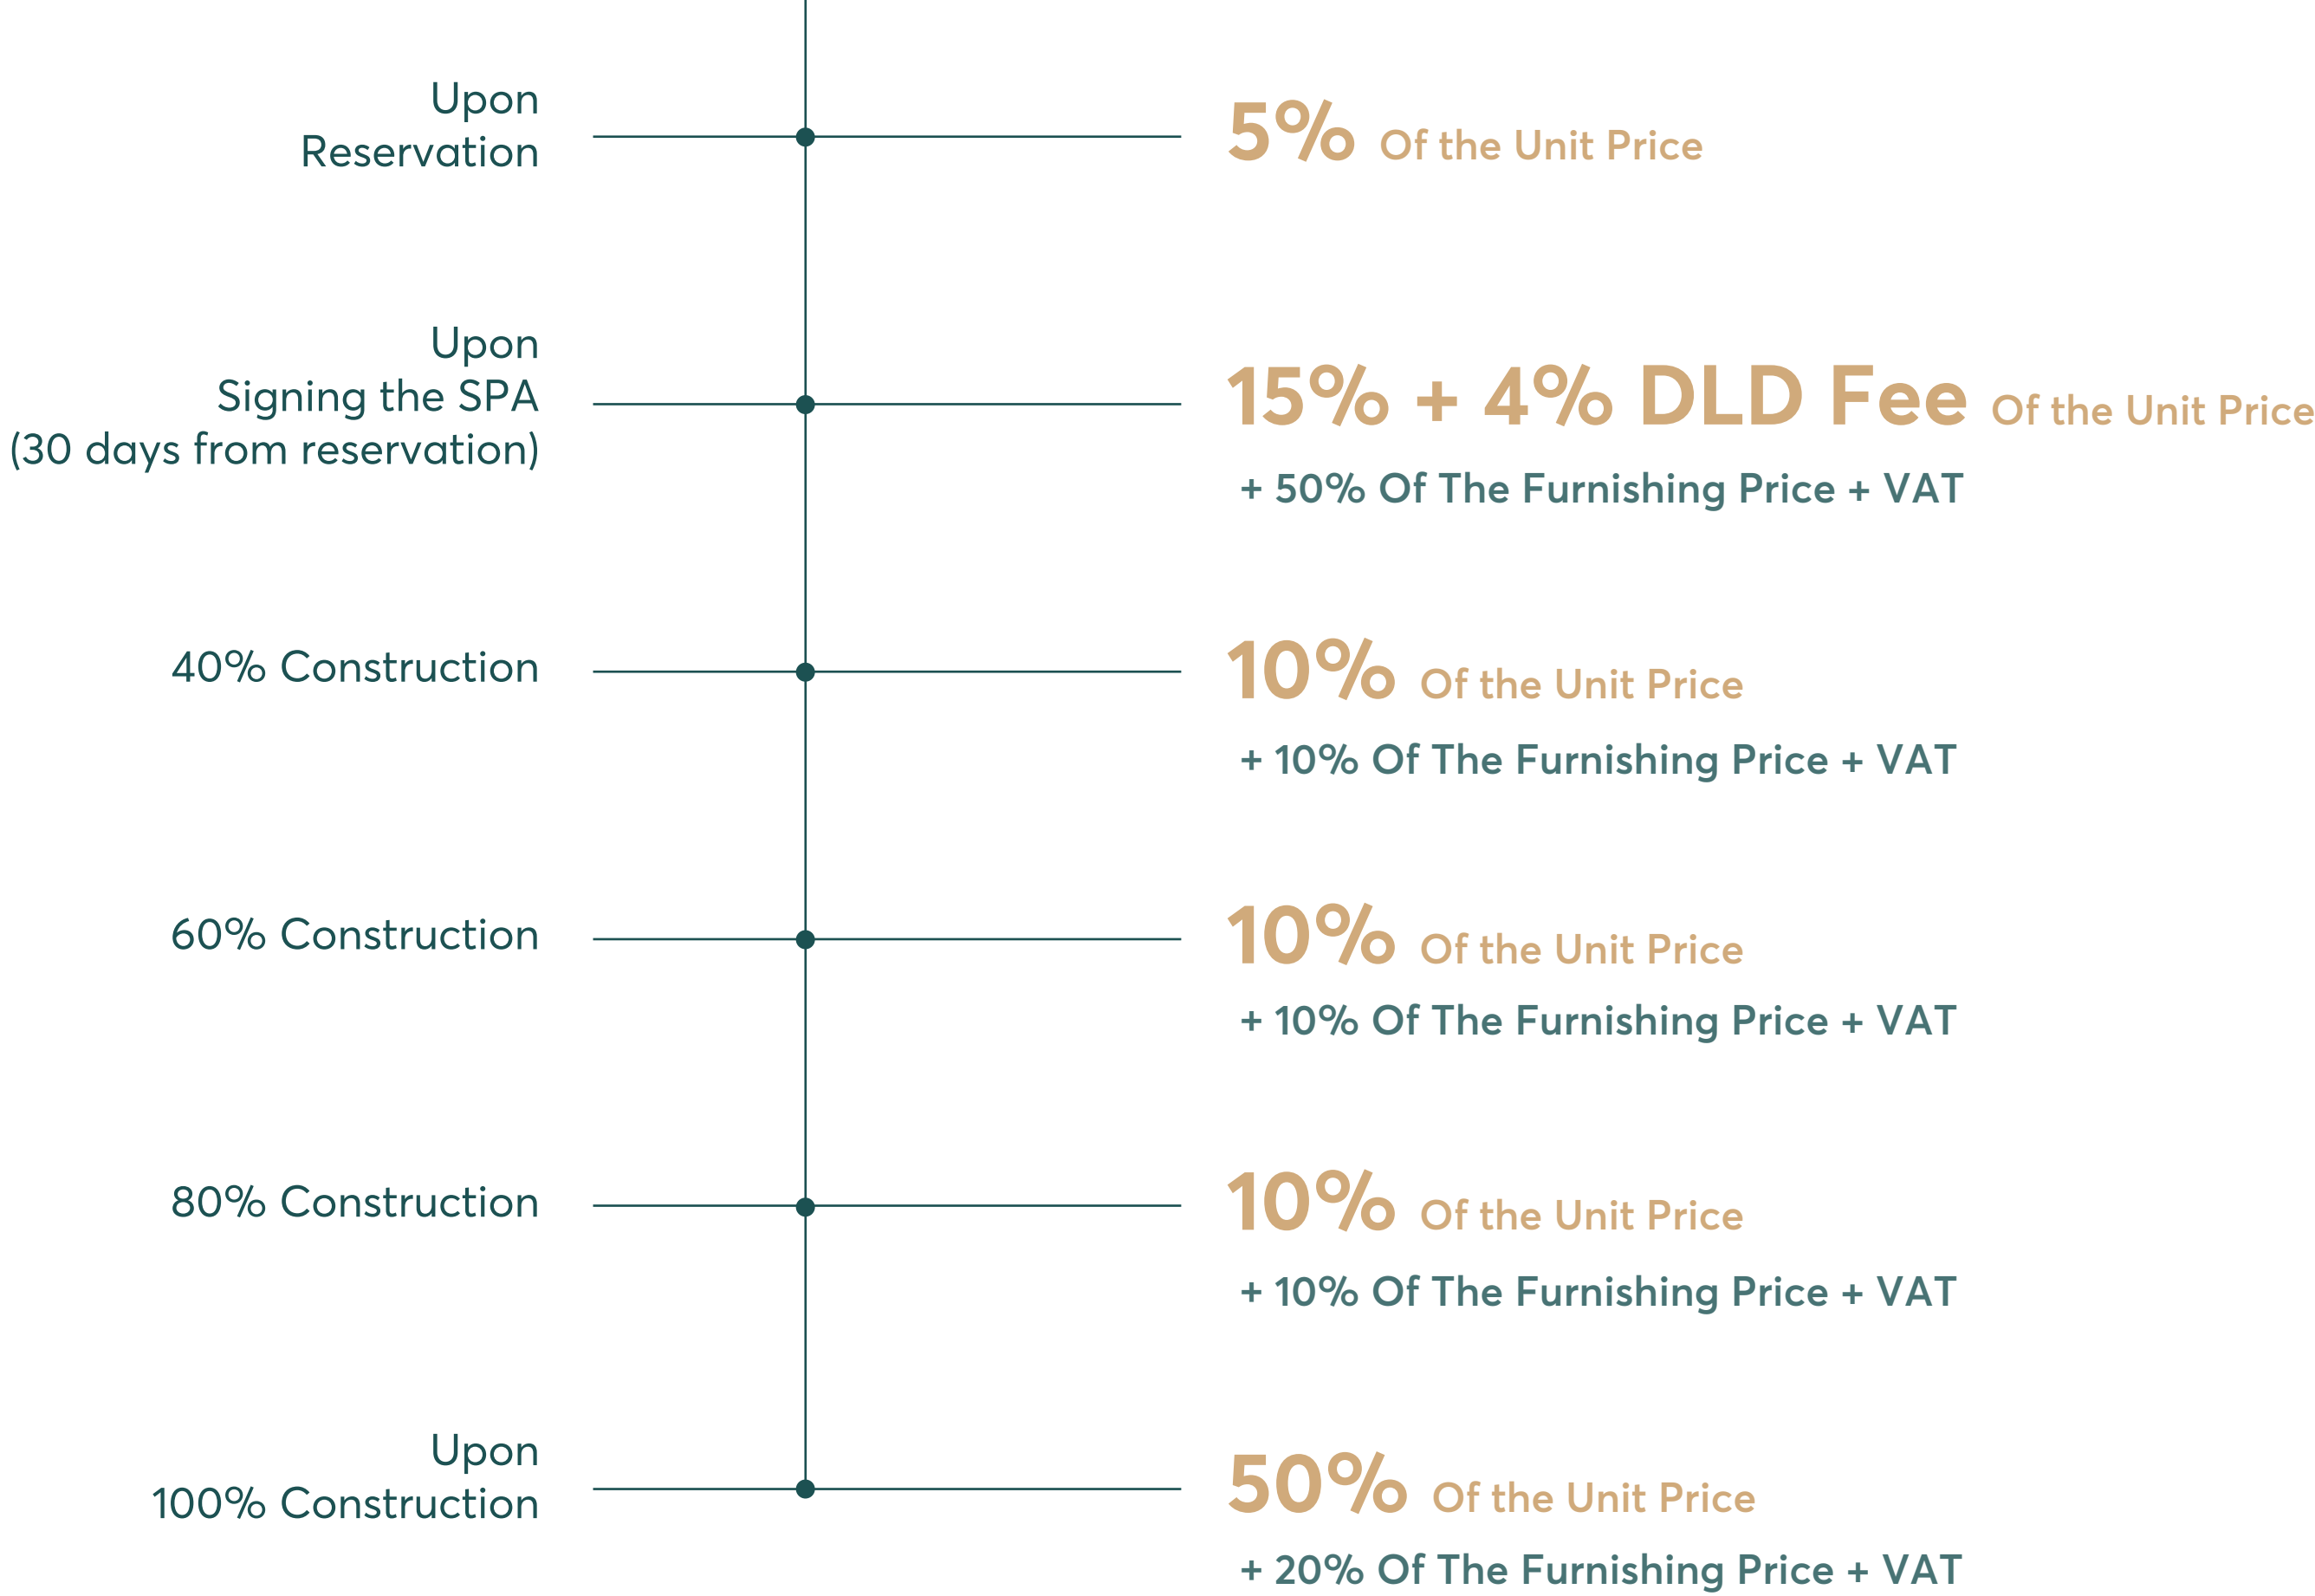 Upon
Reservation
5% Of the Unit Price
Upon
Signing the SPA
(30 days from reservation)
15% + 4% DLD Fee Of the Unit Price
+ 50% Of The Furnishing Price + VAT
40% Construction
10% Of the Unit Price
+ 10% Of The Furnishing Price + VAT
60% Construction
10% Of the Unit Price
+ 10% Of The Furnishing Price + VAT
80% Construction
10% Of the Unit Price
+ 10% Of The Furnishing Price + VAT
Upon
100% Construction
50% Of the Unit Price
+ 20% Of The Furnishing Price + VAT